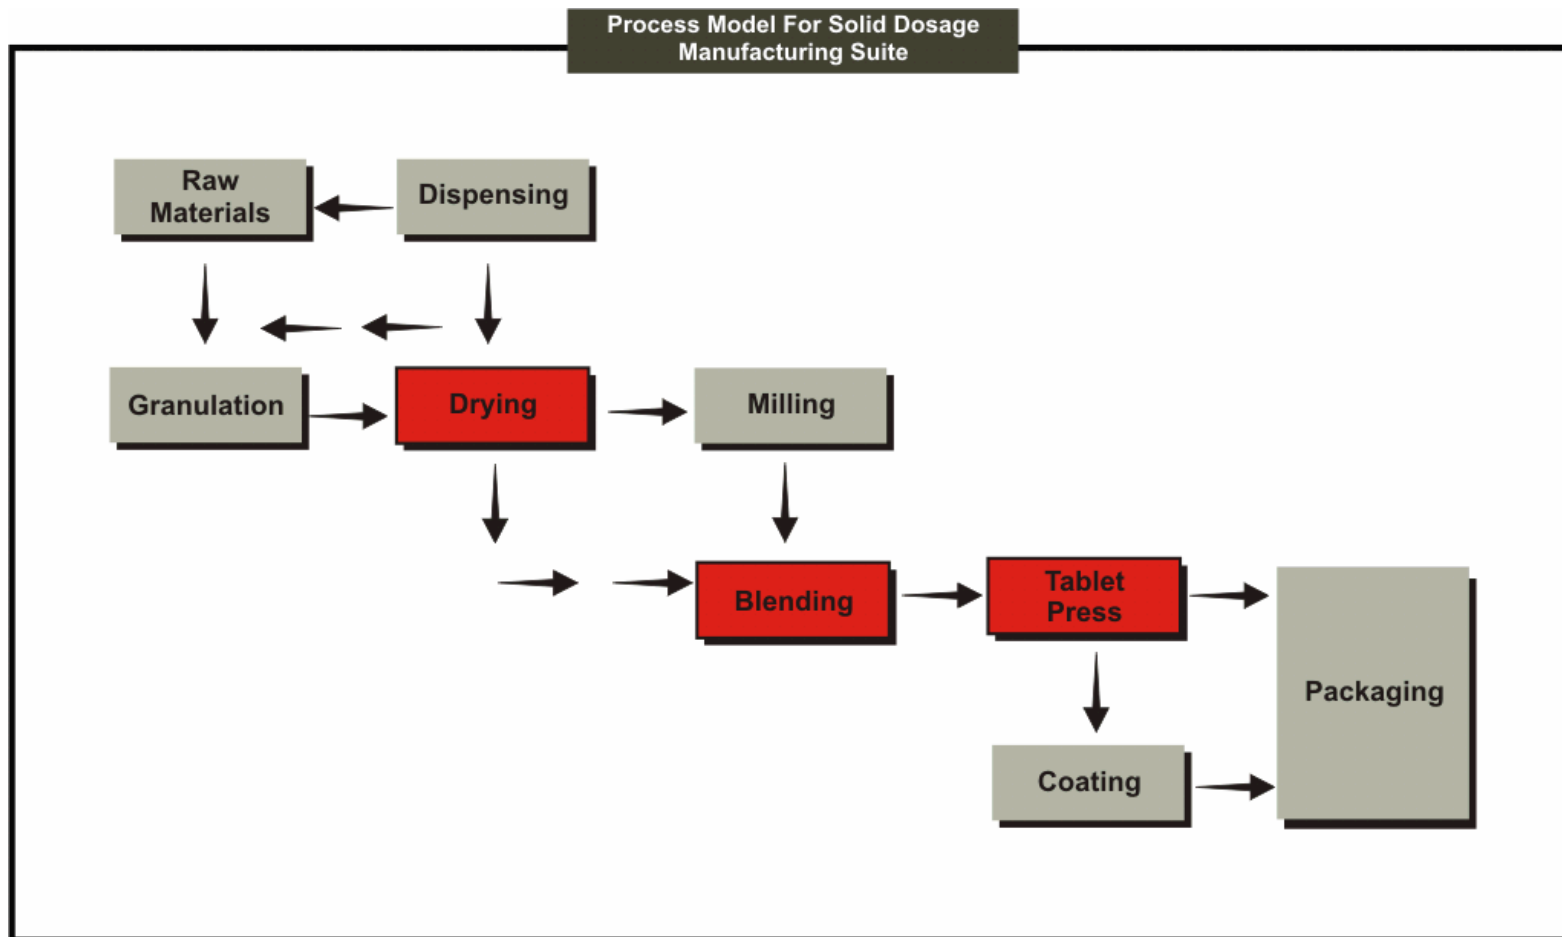 Process Model For Solid Dosage
Manufacturing Suite
Raw
Materials
Dispensing
Granulation
Drying
Milling
Blending
Tablet
Press
Packaging
Coating